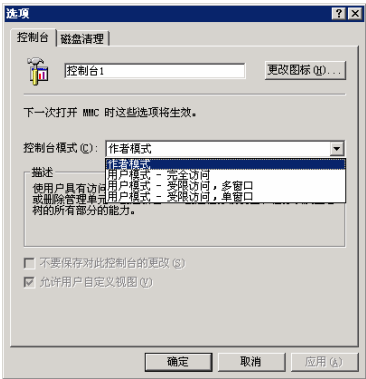 选项
控制台
磁盘清理
控制台1
更改图标(H)...
下一次打开 MMC 时这些选项将生效。
控制台模式(C):
作者模式
作者模式
用户模式 - 完全访问
用户模式 - 受限访问，多窗口
用户模式 - 受限访问，单窗口
描述
使用户具有访问
或删除管理单元
树的所有部分的能力。
不要保存对此控制台的更改(S)
允许用户自定义视图(V)
确定
取消
应用(A)